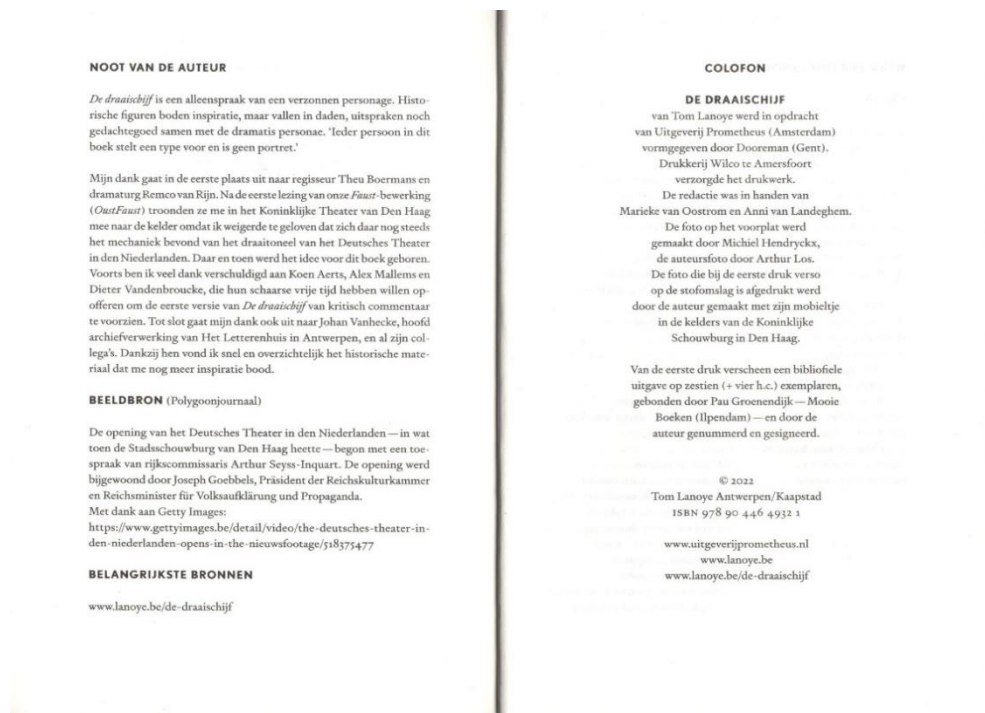 NOOT VAN DE AUTEUR
De draaischijf is een alleenspraak van een verzonnen personage. Histo-
rische figuren boden inspiratie, maar vallen in daden, uitspraken noch
gedachtegoed samen met de dramatis personae. ‘Ieder persoon in dit
boek stelt een type voor en is geen portret.’
Mijn dank gaat in de eerste plaats uit naar regisseur Theu Boermans en
dramaturg Remco van Rijn. Na de eerste lezing van onze Faust-bewerking
(OustFaust) troonden ze me in het Koninklijke Theater van Den Haag
mee naar de kelder omdat ik weigerde te geloven dat zich daar nog steeds
het mechaniek bevond van het draaitoneel van het Deutsches Theater
in den Niederlanden. Daar en toen werd het idee voor dit boek geboren.
Voorts ben ik veel dank verschuldigd aan Koen Aerts, Alex Mallems en
Dieter Vandenbroucke, die hun schaarse vrije tijd hebben willen op-
offeren om de eerste versie van De draaischijf van kritisch commentaar
te voorzien. Tot slot gaat mijn dank ook uit naar Johan Vanhecke, hoofd
archiefverwerking van Het Letterenhuis in Antwerpen, en al zijn col-
lega’s. Dankzij hen vond ik snel en overzichtelijk het historische mate-
riaal dat me nog meer inspiratie bood.
BEELDBRON (Polygoonjournaal)
De opening van het Deutsches Theater in den Niederlanden — in wat
toen de Stadsschouwburg van Den Haag heette — begon met een toe-
spraak van rijkscommissaris Arthur Seyss-Inquart. De opening werd
bijgewoond door Joseph Goebbels, Präsident der Reichskulturkammer
en Reichsminister für Volksaufklärung und Propaganda.
Met dank aan Getty Images:
https://www.gettyimages.be/detail/video/the-deutsches-theater-in-
den-niederlanden-opens-in-the-nieuwsfootage/518375477
BELANGRIJKSTE BRONNEN
www.lanoye.be/de-draaischijf
COLOFON
DE DRAAISCHIJF
van Tom Lanoye werd in opdracht
van Uitgeverij Prometheus (Amsterdam)
vormgegeven door Dooreman (Gent).
Drukkerij Wilco te Amersfoort
verzorgde het drukwerk.
De redactie was in handen van
Marieke van Oostrom en Anni van Landeghem.
De foto op het voorplat werd
gemaakt door Michiel Hendryckx,
de auteursfoto door Arthur Los.
De foto die bij de eerste druk verso
op de stofomslag is afgedrukt werd
door de auteur gemaakt met zijn mobieltje
in de kelders van de Koninklijke
Schouwburg in Den Haag.
Van de eerste druk verscheen een bibliofiele
uitgave op zestien (+ vier h.c.) exemplaren,
gebonden door Pau Groenendijk — Mooie
Boeken (Ilpendam) — en door de
auteur genummerd en gesigneerd.
© 2022
Tom Lanoye Antwerpen/Kaapstad
ISBN 978 90 446 4932 1
www.uitgeverijprometheus.nl
www.lanoye.be
www.lanoye.be/de-draaischijf